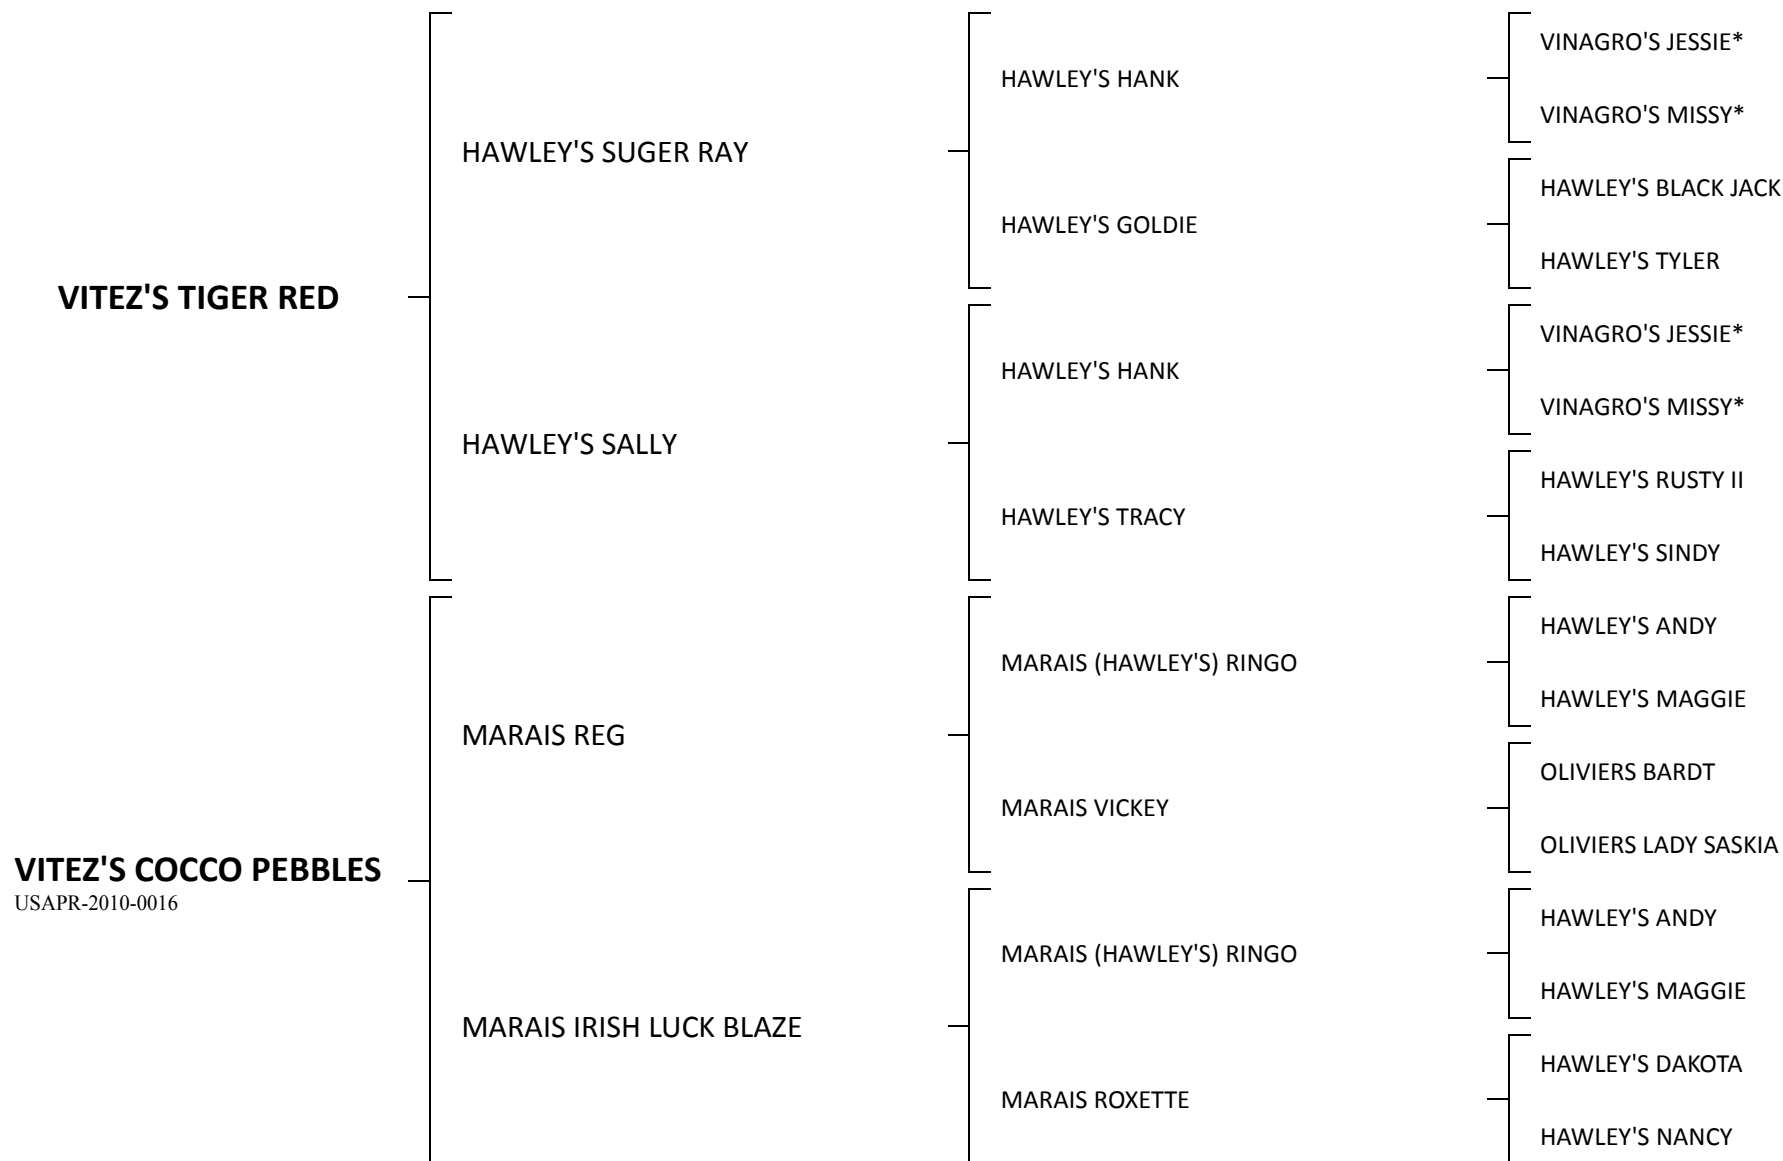 VITEZ'S TIGER RED
HAWLEY'S SUGER RAY
HAWLEY'S HANK
VINAGRO'S JESSIE*
VINAGRO'S MISSY*
HAWLEY'S GOLDIE
HAWLEY'S BLACK JACK
HAWLEY'S TYLER
HAWLEY'S SALLY
HAWLEY'S HANK
VINAGRO'S JESSIE*
VINAGRO'S MISSY*
HAWLEY'S TRACY
HAWLEY'S RUSTY II
HAWLEY'S SINDY
VITEZ'S COCCO PEBBLES
USAPR-2010-0016
MARAIS REG
MARAIS (HAWLEY'S) RINGO
HAWLEY'S ANDY
HAWLEY'S MAGGIE
MARAIS VICKEY
OLIVIERS BARDT
OLIVIERS LADY SASKIA
MARAIS IRISH LUCK BLAZE
MARAIS (HAWLEY'S) RINGO
HAWLEY'S ANDY
HAWLEY'S MAGGIE
MARAIS ROXETTE
HAWLEY'S DAKOTA
HAWLEY'S NANCY